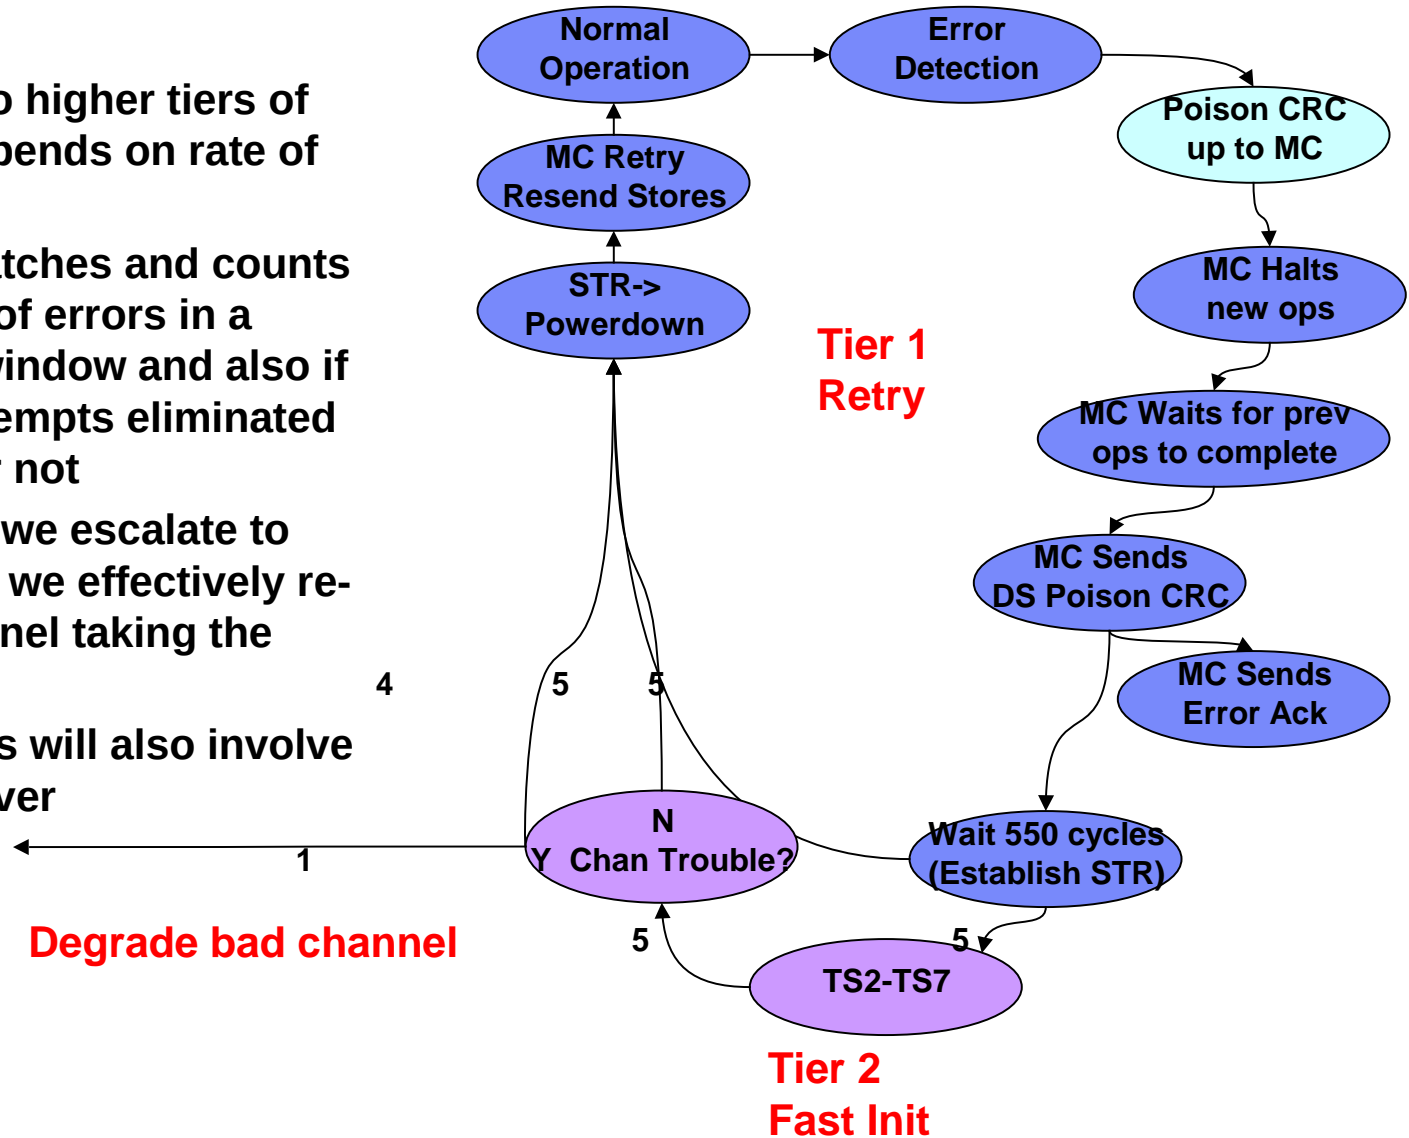 o higher tiers of
pends on rate of
atches and counts
of errors in a
window and also if
tempts eliminated
r not
we escalate to
we effectively re-
nel taking the
s will also involve
ver
Normal
Operation
Error
Detection
Poison CRC
up to MC
MC Retry
Resend Stores
MC Halts
new ops
STR->
Powerdown
Tier 1
Retry
MC Waits for prev
ops to complete
MC Sends
DS Poison CRC
MC Sends
Error Ack
4
5
5
N
Y Chan Trouble?
Wait 550 cycles
(Establish STR)
1
Degrade bad channel
5
5
TS2-TS7
Tier 2
Fast Init